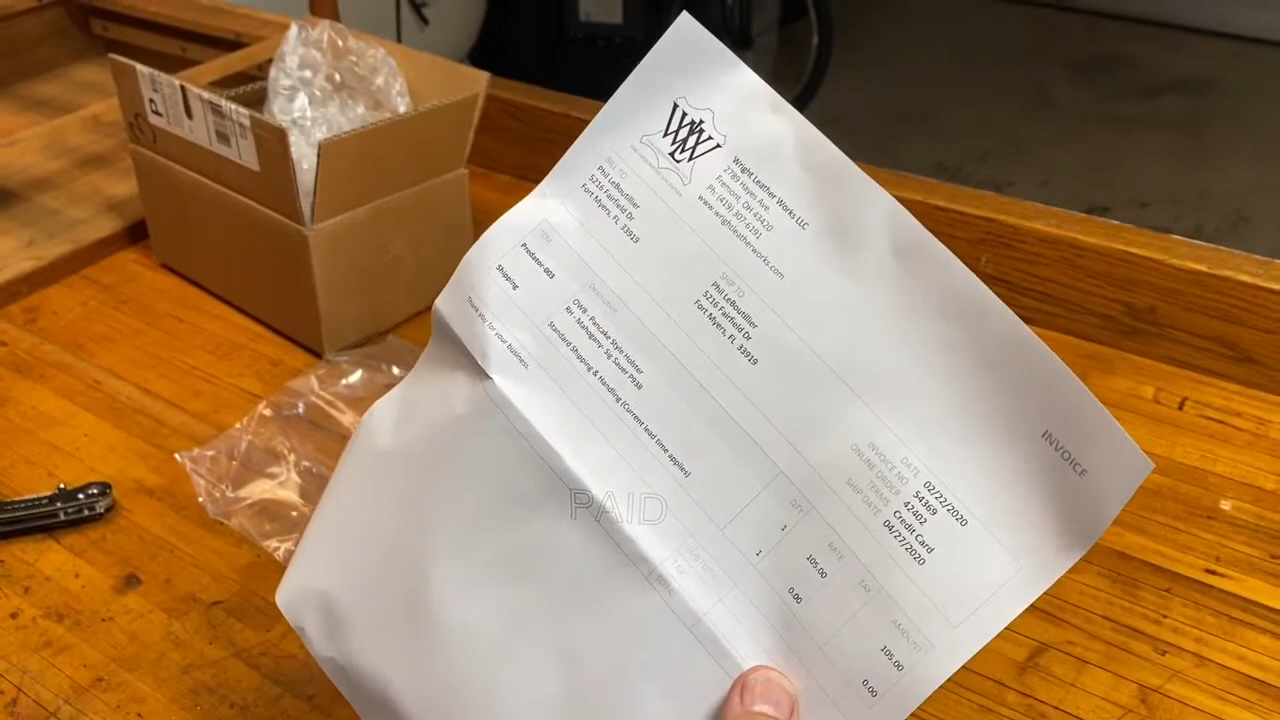 WLW
Wright Leather Works LLC
2789 Hayes Ave.
Fremont, OH 43420
Ph: (419) 307-6191
www.wrightleatherworks.com
INVOICE
BILL TO
Phil LeBoutillier
5216 Fairfield Dr
Fort Myers, FL 33919
SHIP TO
Phil LeBoutillier
5216 Fairfield Dr
Fort Myers, FL 33919
DATE 02/22/2020
INVOICE NO. 54369
ONLINE ORDER 42402
TERMS Credit Card
SHIP DATE 04/27/2020
Description QTY RATE TAX AMOUNT
Predator-003 OWB - Pancake Style Holster 1 105.00 105.00
RH - Mahogany- Sig Sauer P938
Shipping Standard Shipping & Handling (Current lead time applies) 1 0.00 0.00
Thank you for your business.
SUBTOTAL
TAX
TOTAL
PAID
P